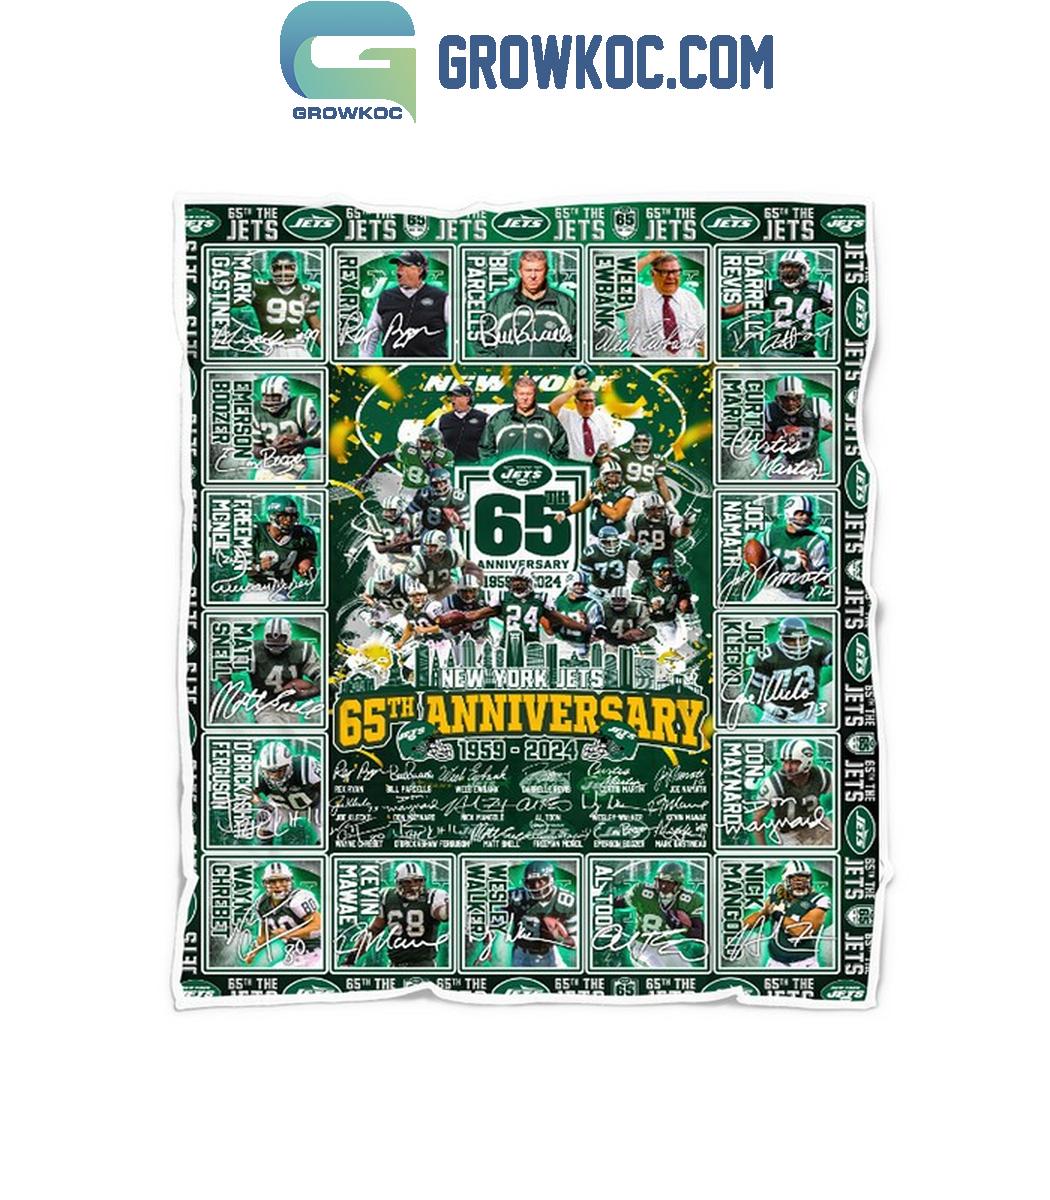 GROWKOC
GROWKOC.COM
65TH THE JETS
JETS
MARK GASTINEAU
REX RYAN
BILL PARCELLS
WEEB EWBANK
DARRELLE REVIS
EMERSON BOOZER
CURTIS MARTIN
FREEMAN MCNEIL
JOE NAMATH
MATT SNELL
JOE KLECKO
D'BRICKASHAW FERGUSON
DON MAYNARD
WAYNE CHREBET
KEVIN MAWAE
WESLEY WALKER
AL TOON
NICK MANGOLD
NEW YORK
JETS
65TH
ANNIVERSARY
1959 2024
NEW YORK JETS
65TH ANNIVERSARY
1959 - 2024
REX RYAN BILL PARCELLS WEEB EWBANK DARRELLE REVIS CURTIS MARTIN JOE NAMATH
JOE KLECKO DON MAYNARD NICK MANGOLD AL TOON WESLEY WALKER KEVIN MAWAE
WAYNE CHREBET D'BRICKASHAW FERGUSON MATT SNELL FREEMAN MCNEIL EMERSON BOOZER MARK GASTINEAU